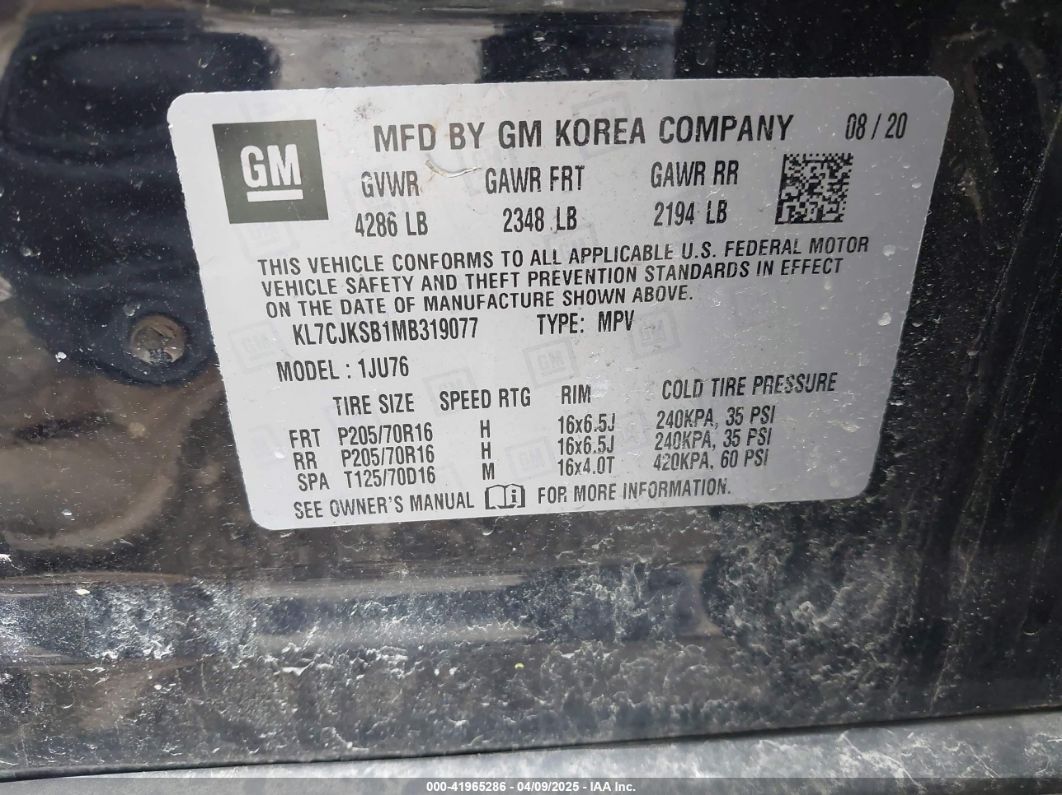 GM
MFD BY GM KOREA COMPANY 08 / 20
GVWR GAWR FRT GAWR RR
4286 LB 2348 LB 2194 LB
THIS VEHICLE CONFORMS TO ALL APPLICABLE U.S. FEDERAL MOTOR
VEHICLE SAFETY AND THEFT PREVENTION STANDARDS IN EFFECT
ON THE DATE OF MANUFACTURE SHOWN ABOVE.
KL7CJKSB1MB319077 TYPE: MPV
MODEL : 1JU76
TIRE SIZE SPEED RTG RIM COLD TIRE PRESSURE
FRT P205/70R16 H 16x6.5J 240KPA, 35 PSI
RR P205/70R16 H 16x6.5J 240KPA, 35 PSI
SPA T125/70D16 M 16x4.0T 420KPA, 60 PSI
SEE OWNER'S MANUAL i FOR MORE INFORMATION.
000-41965286 - 04/09/2025 - IAA Inc.